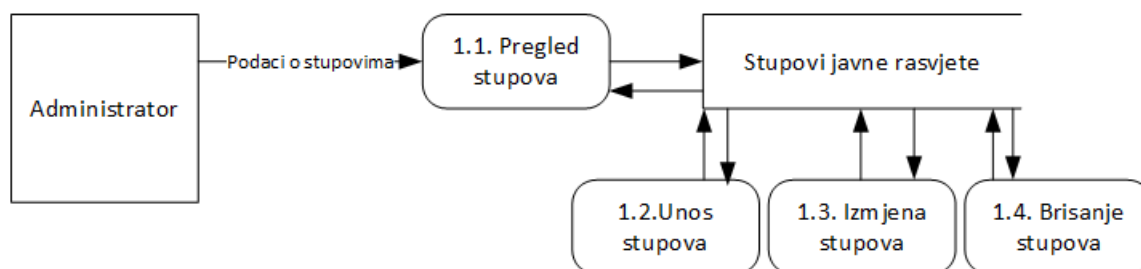 Administrator
Podaci o stupovima
1.1. Pregled
stupova
Stupovi javne rasvjete
1.2.Unos
stupova
1.3. Izmjena
stupova
1.4. Brisanje
stupova